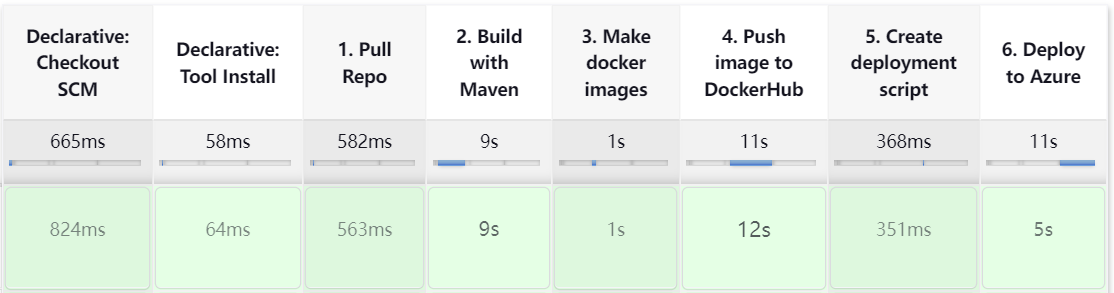 Declarative:
Checkout
SCM
Declarative:
Tool Install
1. Pull
Repo
2. Build
with
Maven
3. Make
docker
images
4. Push
image to
DockerHub
5. Create
deployment
script
6. Deploy
to Azure
665ms
58ms
582ms
9s
1s
11s
368ms
11s
824ms
64ms
563ms
9s
1s
12s
351ms
5s